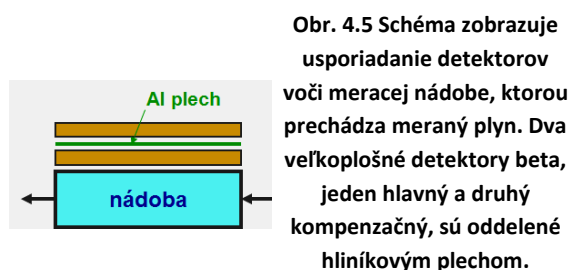 Al plech
nádoba
Obr. 4.5 Schéma zobrazuje
usporiadanie detektorov
voči meracej nádobe, ktorou
prechádza meraný plyn. Dva
veľkoplošné detektory beta,
jeden hlavný a druhý
kompenzačný, sú oddelené
hliníkovým plechom.